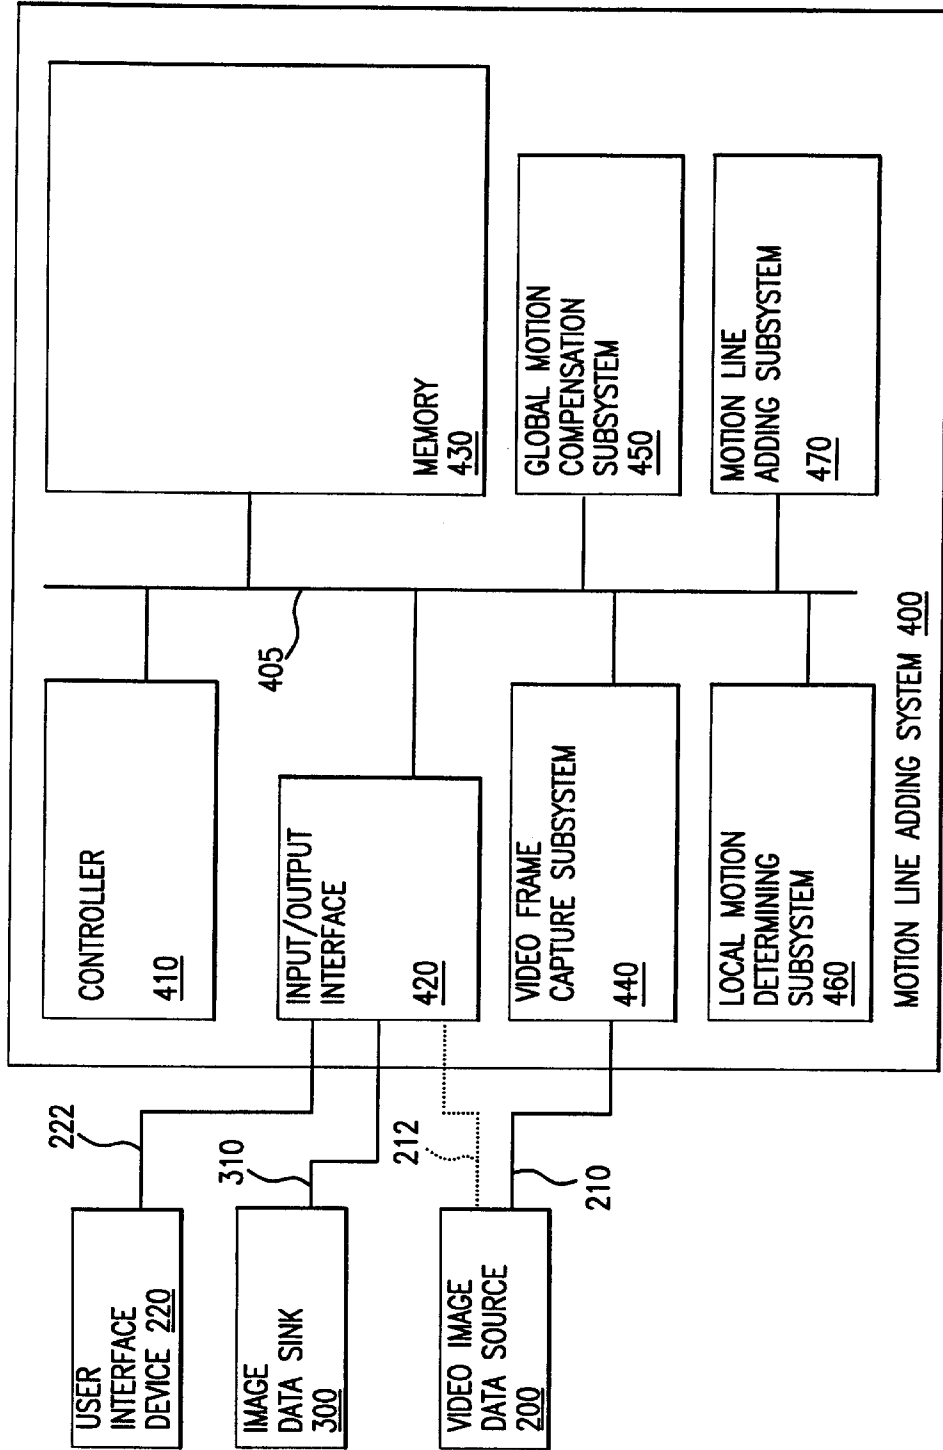 USER
INTERFACE
DEVICE 220
222
IMAGE
DATA SINK
300
310
VIDEO IMAGE
DATA SOURCE
200
212
210
CONTROLLER
410
INPUT/OUTPUT
INTERFACE
420
VIDEO FRAME
CAPTURE SUBSYSTEM
440
LOCAL MOTION
DETERMINING
SUBSYSTEM
460
405
MEMORY
430
GLOBAL MOTION
COMPENSATION
SUBSYSTEM
450
MOTION LINE
ADDING SUBSYSTEM
470
MOTION LINE ADDING SYSTEM 400